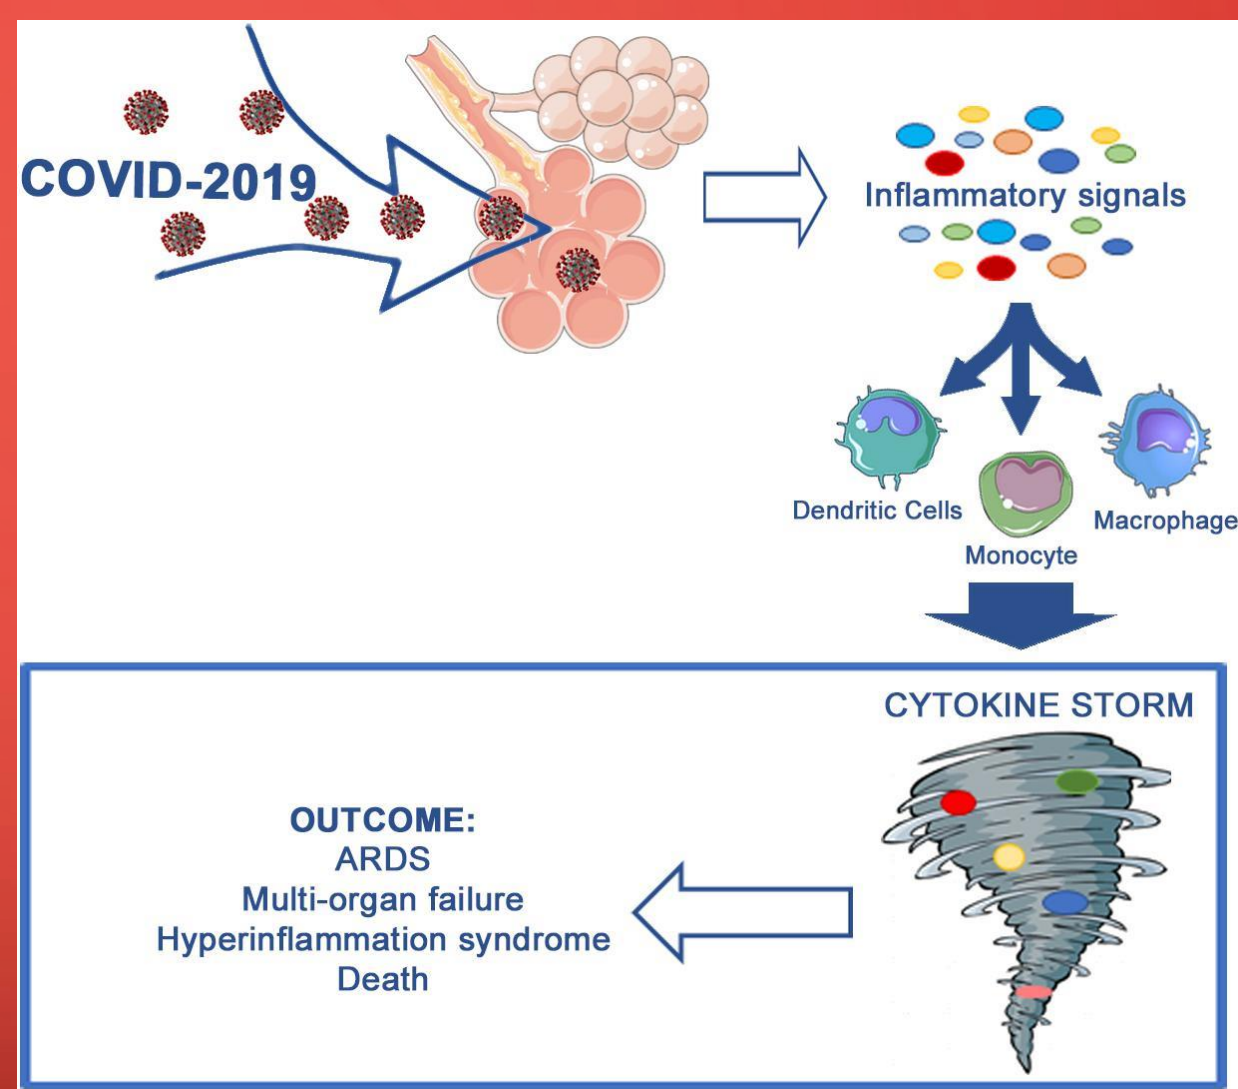 COVID-2019
Inflammatory signals
Dendritic Cells
Monocyte
Macrophage
CYTOKINE STORM
OUTCOME:
ARDS
Multi-organ failure
Hyperinflammation syndrome
Death